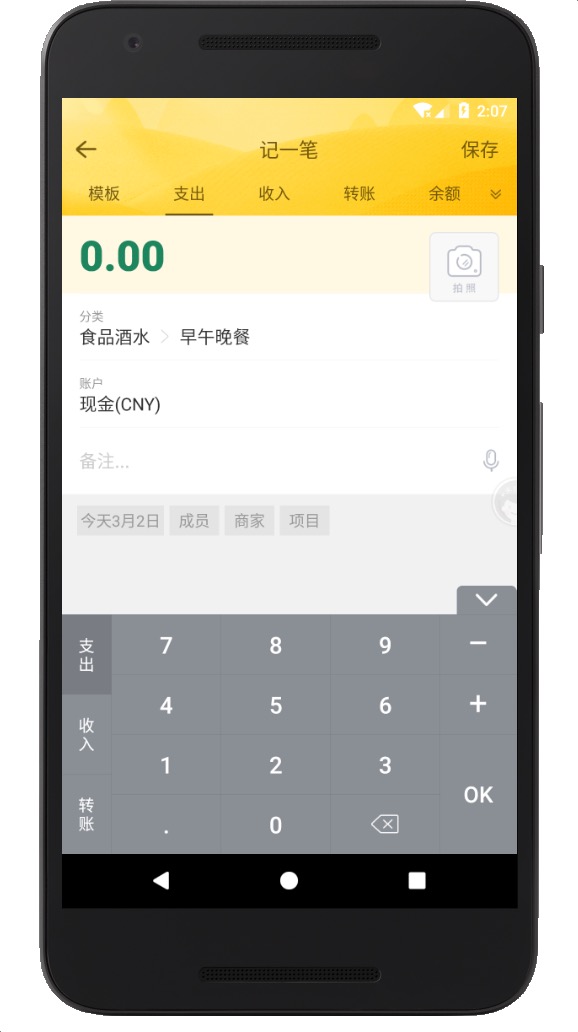 2:07
记一笔 保存
模板 支出 收入 转账 余额
0.00
拍照
分类
食品酒水 早午晚餐
账户
现金(CNY)
备注...
今天3月2日 成员 商家 项目
支出 7 8 9 −
4 5 6 +
收入
1 2 3
OK
转账
. 0